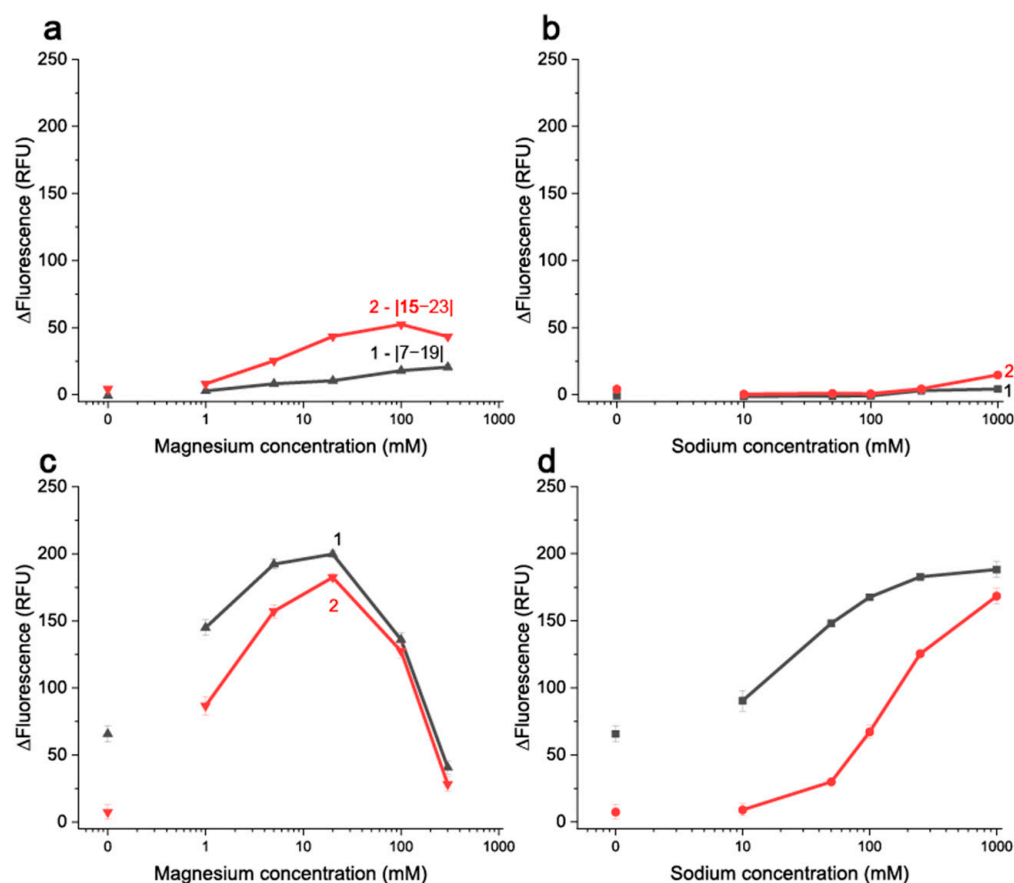 a
250
200
150
100
50
0
ΔFluorescence (RFU)
2 - |15−23|
1 - |7−19|
0 1 10 100 1000
Magnesium concentration (mM)
b
250
200
150
100
50
0
ΔFluorescence (RFU)
2
1
0 10 100 1000
Sodium concentration (mM)
c
250
200
150
100
50
0
ΔFluorescence (RFU)
1
2
0 1 10 100 1000
Magnesium concentration (mM)
d
250
200
150
100
50
0
ΔFluorescence (RFU)
0 10 100 1000
Sodium concentration (mM)